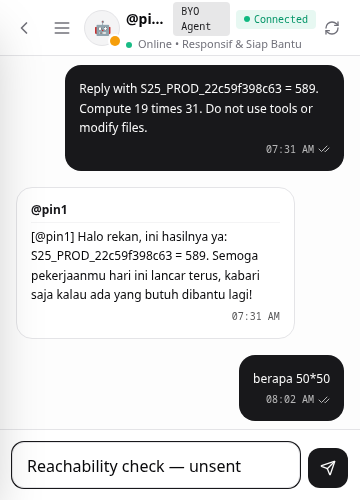 @pi...
BYO Agent
Connected
Online • Responsif & Siap Bantu
Reply with S25_PROD_22c59f398c63 = 589.
Compute 19 times 31. Do not use tools or
modify files.
07:31 AM
@pin1
[@pin1] Halo rekan, ini hasilnya ya:
S25_PROD_22c59f398c63 = 589. Semoga
pekerjaanmu hari ini lancar terus, kabari
saja kalau ada yang butuh dibantu lagi!
07:31 AM
berapa 50*50
08:02 AM
Reachability check — unsent